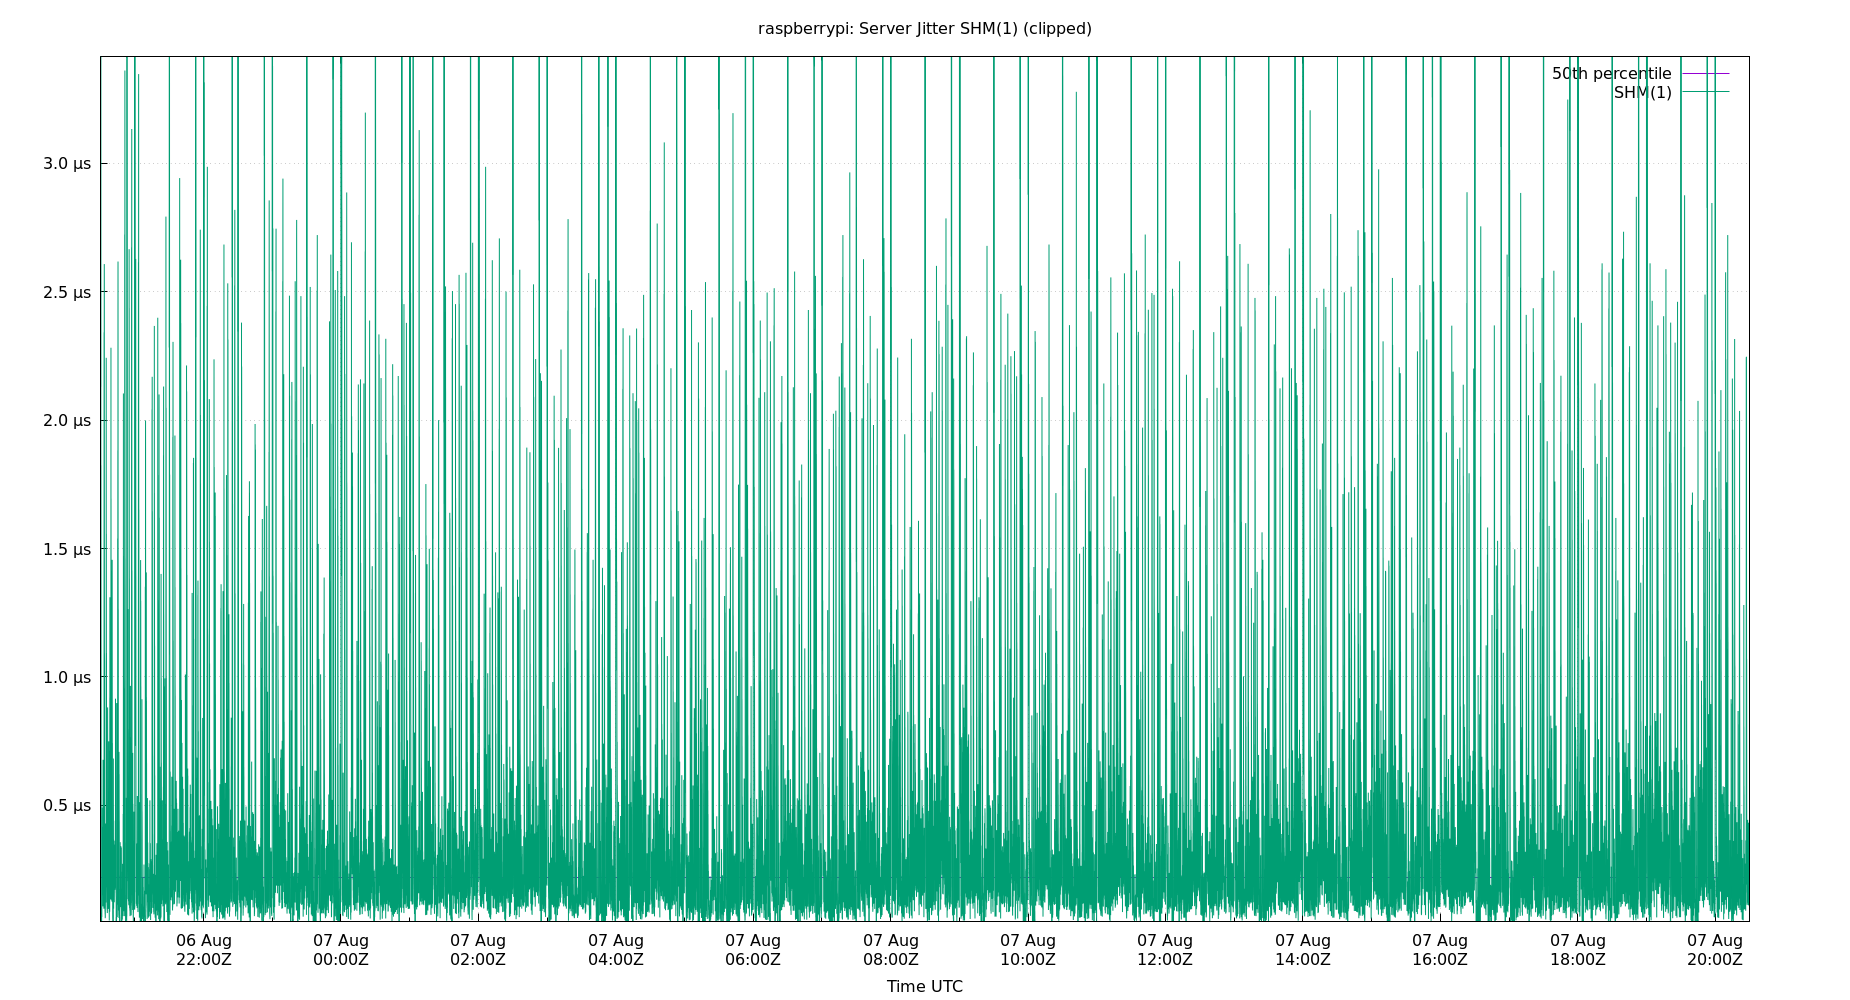 raspberrypi: Server Jitter SHM(1) (clipped)
50th percentile
SHM(1)
3.0 µs
2.5 µs
2.0 µs
1.5 µs
1.0 µs
0.5 µs
06 Aug 07 Aug 07 Aug 07 Aug 07 Aug 07 Aug 07 Aug 07 Aug 07 Aug 07 Aug 07 Aug 07 Aug
22:00Z 00:00Z 02:00Z 04:00Z 06:00Z 08:00Z 10:00Z 12:00Z 14:00Z 16:00Z 18:00Z 20:00Z
Time UTC